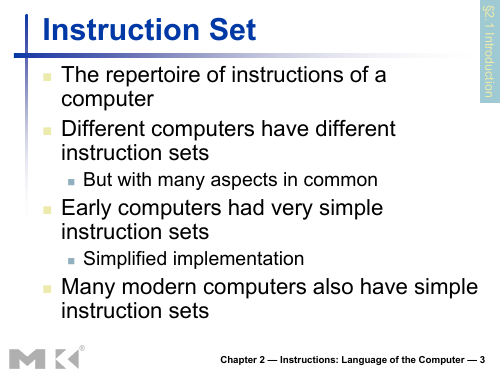 Instruction Set
§2.1 Introduction
The repertoire of instructions of a
computer
Different computers have different
instruction sets
But with many aspects in common
Early computers had very simple
instruction sets
Simplified implementation
Many modern computers also have simple
instruction sets
MK®
Chapter 2 — Instructions: Language of the Computer — 3